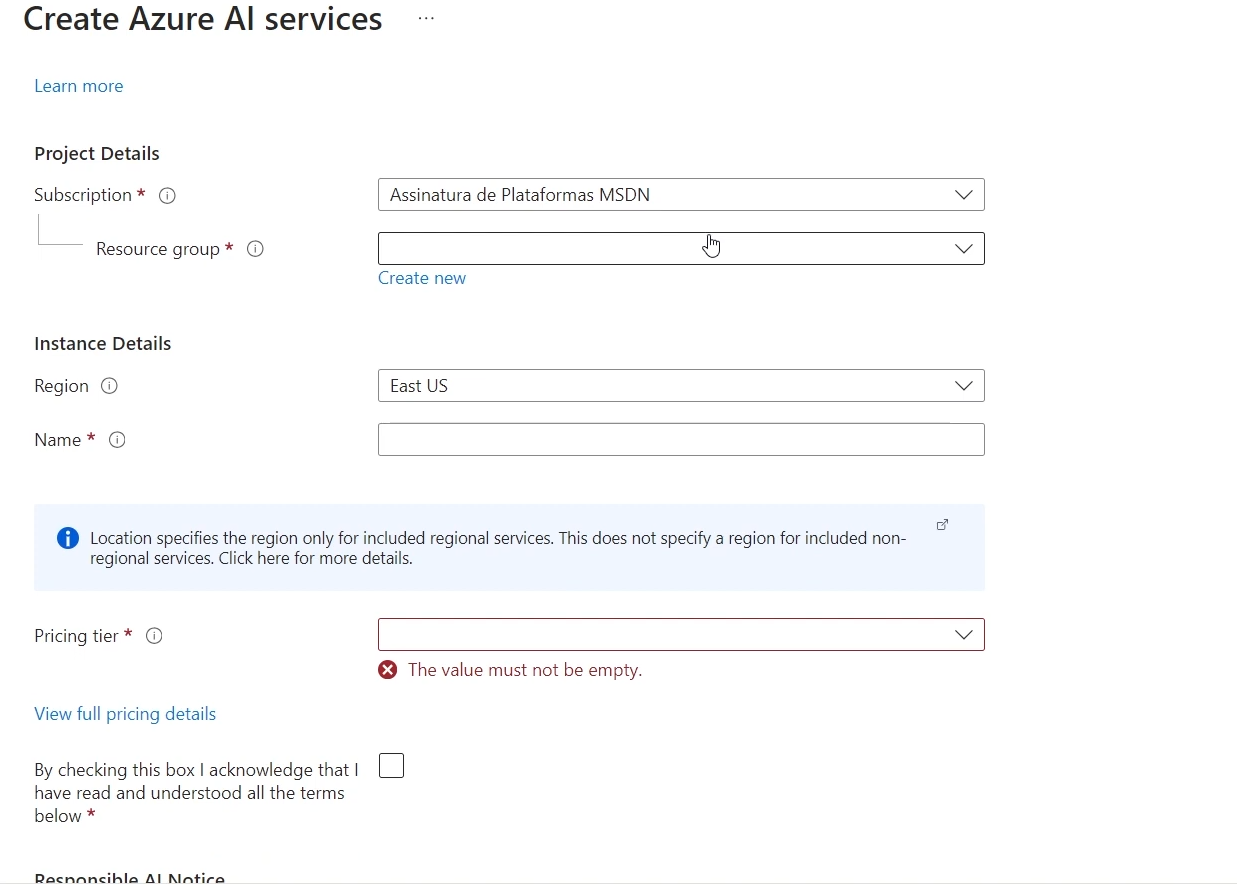 Create Azure AI services ...
Learn more
Project Details
Subscription *
Assinatura de Plataformas MSDN
Resource group *
Create new
Instance Details
Region
East US
Name *
Location specifies the region only for included regional services. This does not specify a region for included non-
regional services. Click here for more details.
Pricing tier *
The value must not be empty.
View full pricing details
By checking this box I acknowledge that I
have read and understood all the terms
below *
Responsible AI Notice